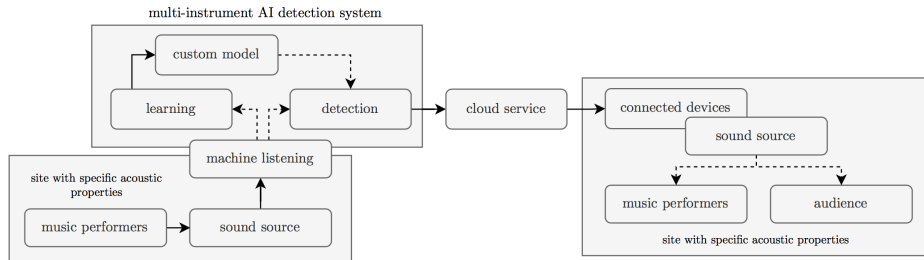 multi-instrument AI detection system
custom model
learning
detection
cloud service
connected devices
sound source
machine listening
site with specific acoustic
properties
music performers
sound source
music performers
audience
site with specific acoustic properties